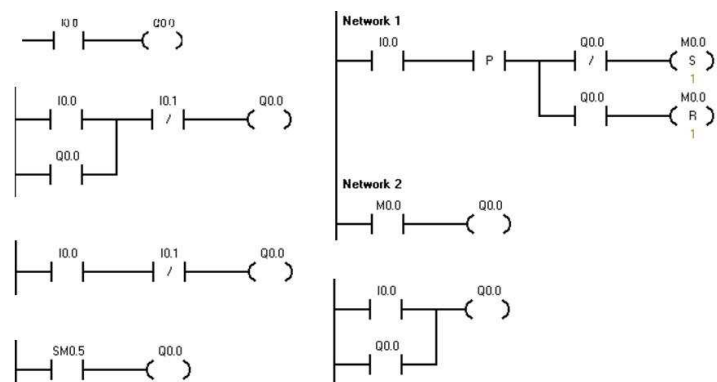 I0.0 Q0.0
I0.0 I0.1 Q0.0
/
Q0.0
I0.0 I0.1 Q0.0
/
SM0.5 Q0.0
Network 1
I0.0 Q0.0 M0.0
P / S
1
Q0.0 M0.0
R
1
Network 2
M0.0 Q0.0
I0.0 Q0.0
Q0.0